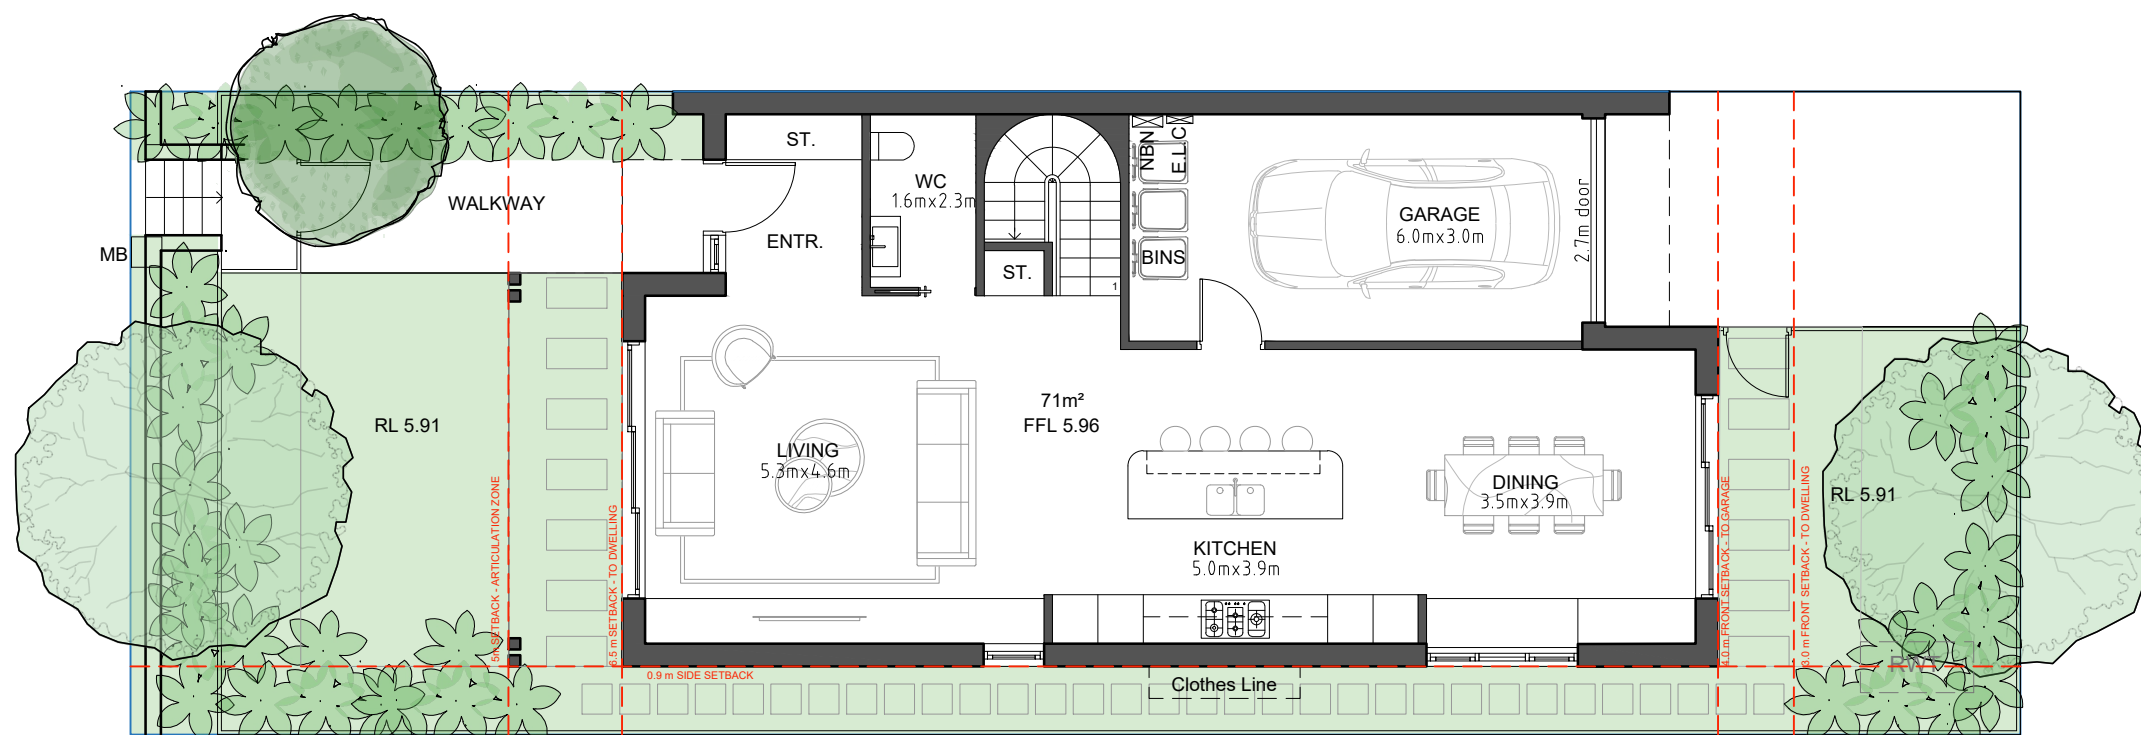 ST.
NBN
E.L.C
WC
1.6mx2.3m
WALKWAY
GARAGE
6.0mx3.0m
2.7m door
ENTR.
MB
BINS
ST.
1
71m²
FFL 5.96
RL 5.91
LIVING
5.3mx4.6m
DINING
3.5mx3.9m
RL 5.91
KITCHEN
5.0mx3.9m
5m SETBACK - ARTICULATION ZONE
6.5 m SETBACK - TO DWELLING
4.0 m FRONT SETBACK - TO GARAGE
3.0 m FRONT SETBACK - TO DWELLING
RWT
0.9 m SIDE SETBACK
Clothes Line